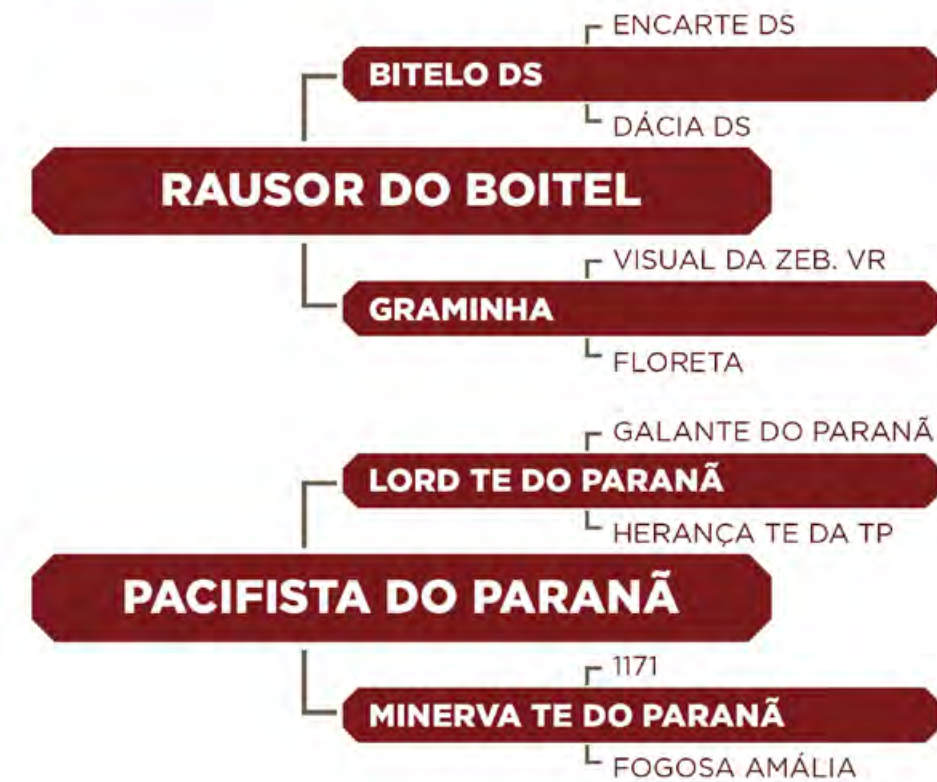 ENCARTE DS
BITELO DS
DÁCIA DS
RAUSOR DO BOITEL
VISUAL DA ZEB. VR
GRAMINHA
FLORETA
GALANTE DO PARANÃ
LORD TE DO PARANÃ
HERANÇA TE DA TP
PACIFISTA DO PARANÃ
1171
MINERVA TE DO PARANÃ
FOGOSA AMÁLIA